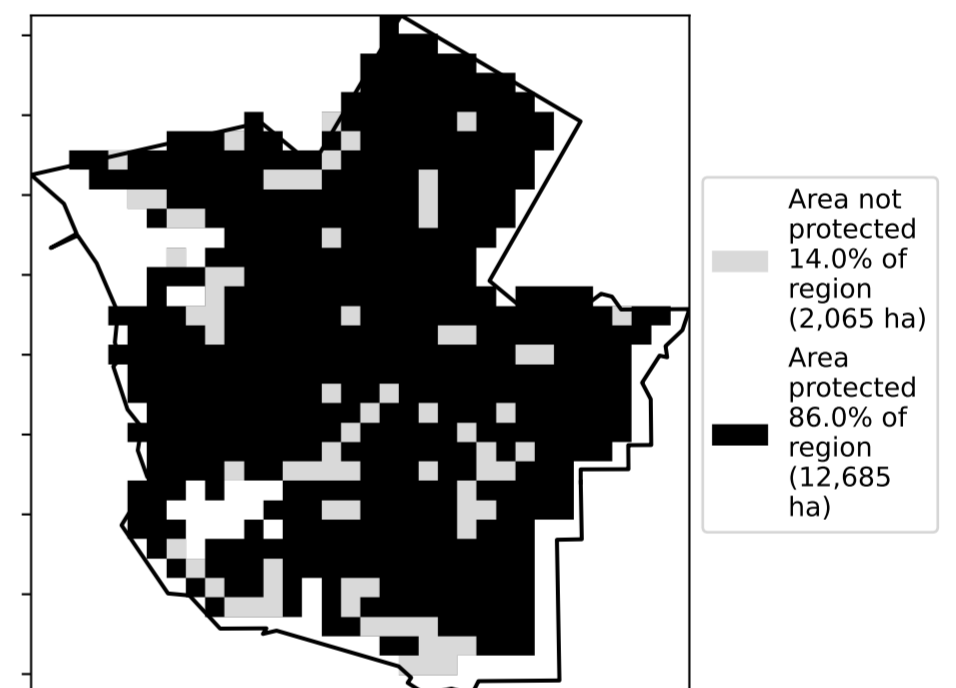 Area not
protected
14.0% of
region
(2,065 ha)
Area
protected
86.0% of
region
(12,685
ha)